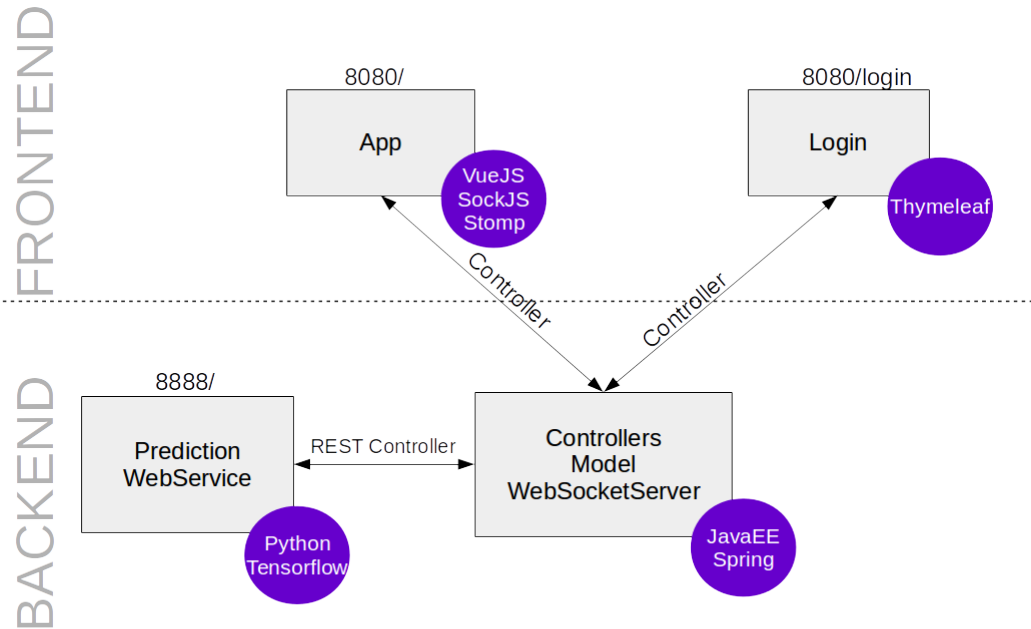 FRONTEND
8080/
App
VueJS
SockJS
Stomp
8080/login
Login
Thymeleaf
Controller
Controller
BACKEND
8888/
Prediction
WebService
Python
Tensorflow
REST Controller
Controllers
Model
WebSocketServer
JavaEE
Spring